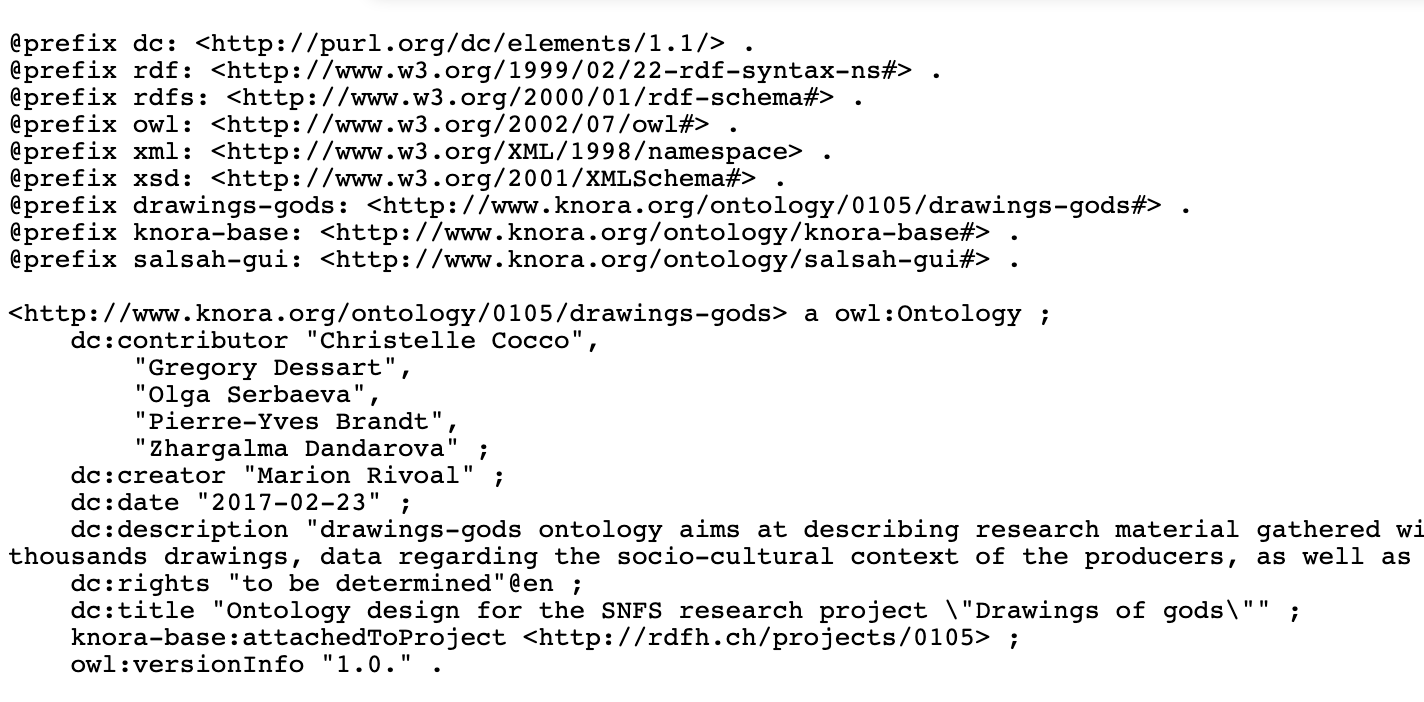 @prefix dc: <http://purl.org/dc/elements/1.1/> .
@prefix rdf: <http://www.w3.org/1999/02/22-rdf-syntax-ns#> .
@prefix rdfs: <http://www.w3.org/2000/01/rdf-schema#> .
@prefix owl: <http://www.w3.org/2002/07/owl#> .
@prefix xml: <http://www.w3.org/XML/1998/namespace> .
@prefix xsd: <http://www.w3.org/2001/XMLSchema#> .
@prefix drawings-gods: <http://www.knora.org/ontology/0105/drawings-gods#> .
@prefix knora-base: <http://www.knora.org/ontology/knora-base#> .
@prefix salsah-gui: <http://www.knora.org/ontology/salsah-gui#> .

<http://www.knora.org/ontology/0105/drawings-gods> a owl:Ontology ;
    dc:contributor "Christelle Cocco",
        "Gregory Dessart",
        "Olga Serbaeva",
        "Pierre-Yves Brandt",
        "Zhargalma Dandarova" ;
    dc:creator "Marion Rivoal" ;
    dc:date "2017-02-23" ;
    dc:description "drawings-gods ontology aims at describing research material gathered wi
thousands drawings, data regarding the socio-cultural context of the producers, as well as
    dc:rights "to be determined"@en ;
    dc:title "Ontology design for the SNFS research project \"Drawings of gods\"" ;
    knora-base:attachedToProject <http://rdfh.ch/projects/0105> ;
    owl:versionInfo "1.0." .